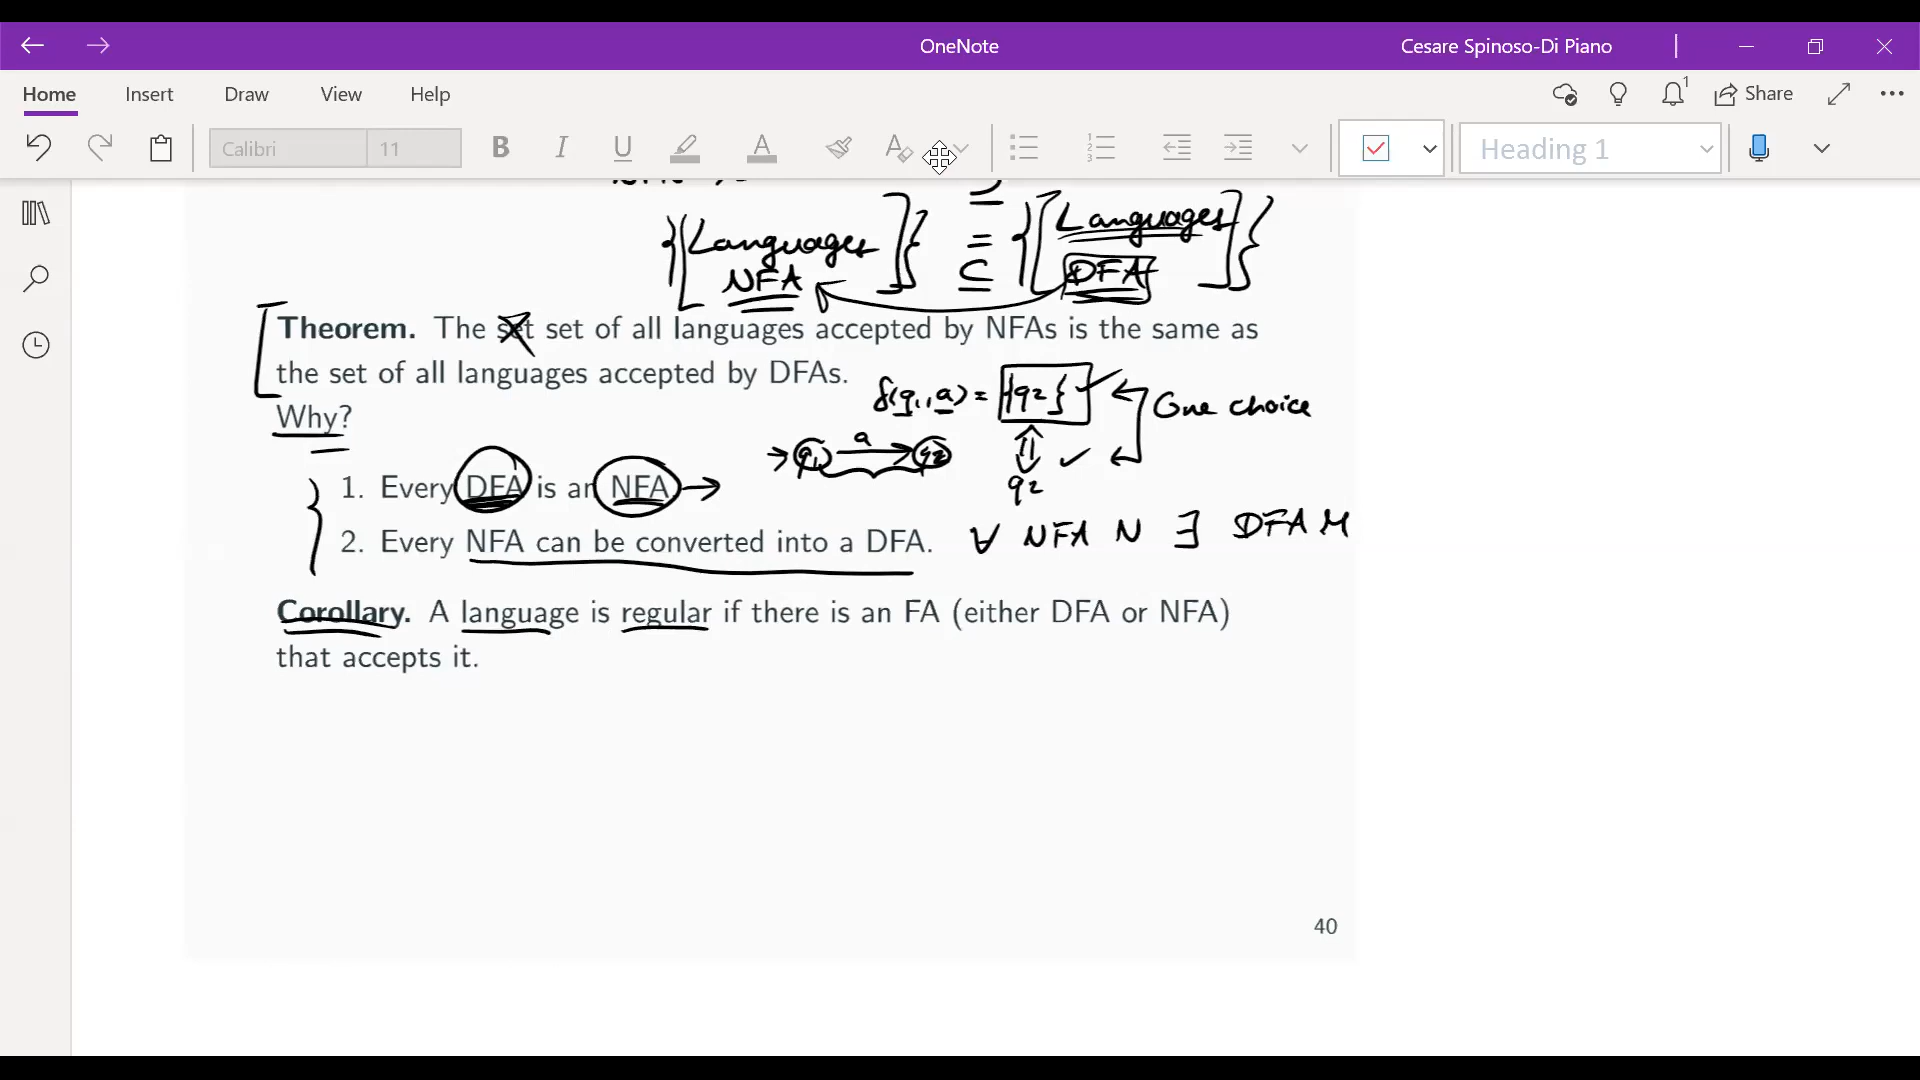 OneNote
Cesare Spinoso-Di Piano
Home Insert Draw View Help
1
Share
Calibri 11 B I U A A Heading 1
{[Languages NFA]} = {[Languages DFA]}
⊆
Theorem. The set set of all languages accepted by NFAs is the same as
the set of all languages accepted by DFAs.
δ(q1, a) = {q2} One choice
Why?
a
q1 q2
q2
1. Every DFA is an NFA
2. Every NFA can be converted into a DFA. ∀ NFA N ∃ DFA M
Corollary. A language is regular if there is an FA (either DFA or NFA)
that accepts it.
40